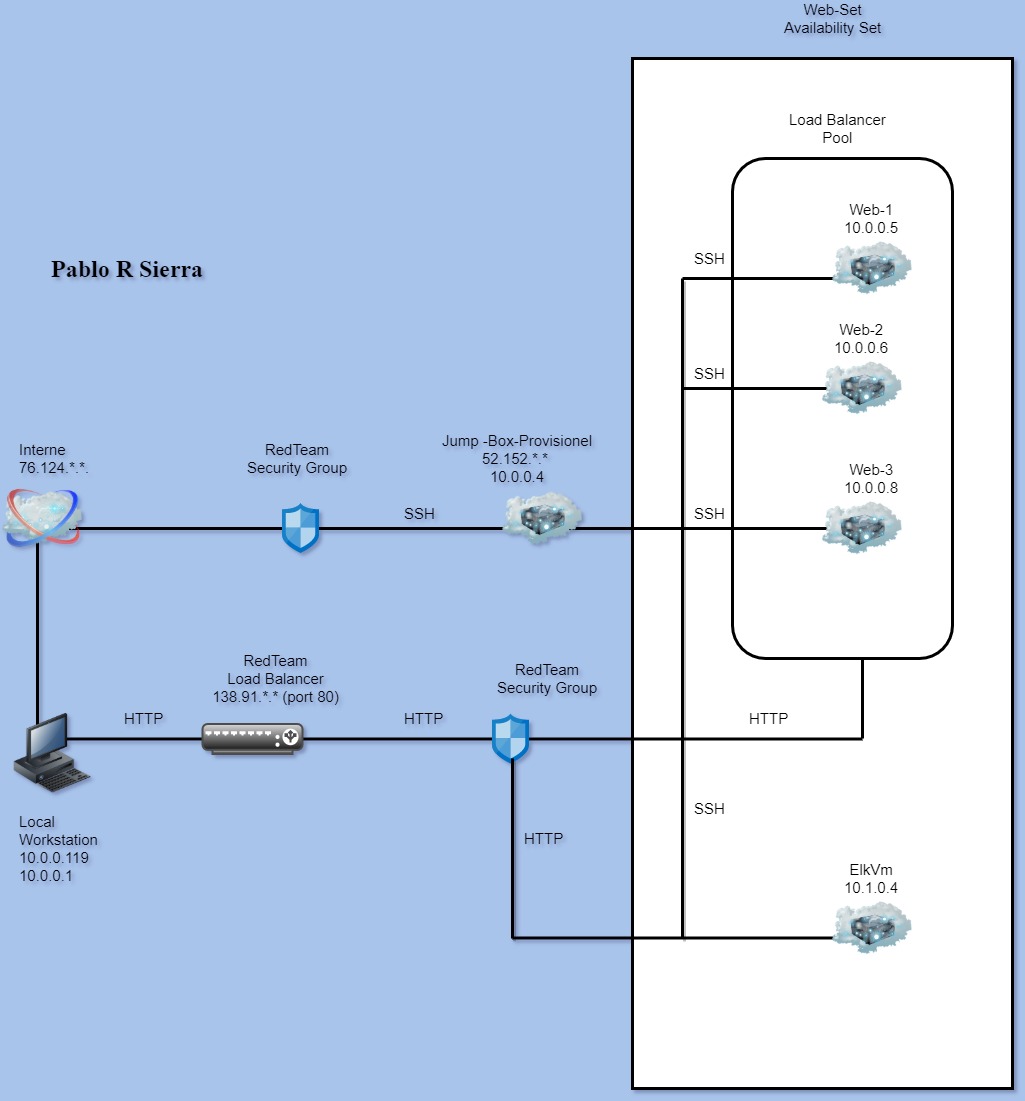 Web-Set
Availability Set
Load Balancer
Pool
Web-1
10.0.0.5
SSH
Pablo R Sierra
Web-2
10.0.0.6
SSH
Interne
76.124.*.*.
RedTeam
Security Group
Jump -Box-Provisionel
52.152.*.*
10.0.0.4
SSH
Web-3
10.0.0.8
SSH
RedTeam
Load Balancer
138.91.*.* (port 80)
RedTeam
Security Group
HTTP
HTTP
HTTP
SSH
HTTP
Local
Workstation
10.0.0.119
10.0.0.1
ElkVm
10.1.0.4